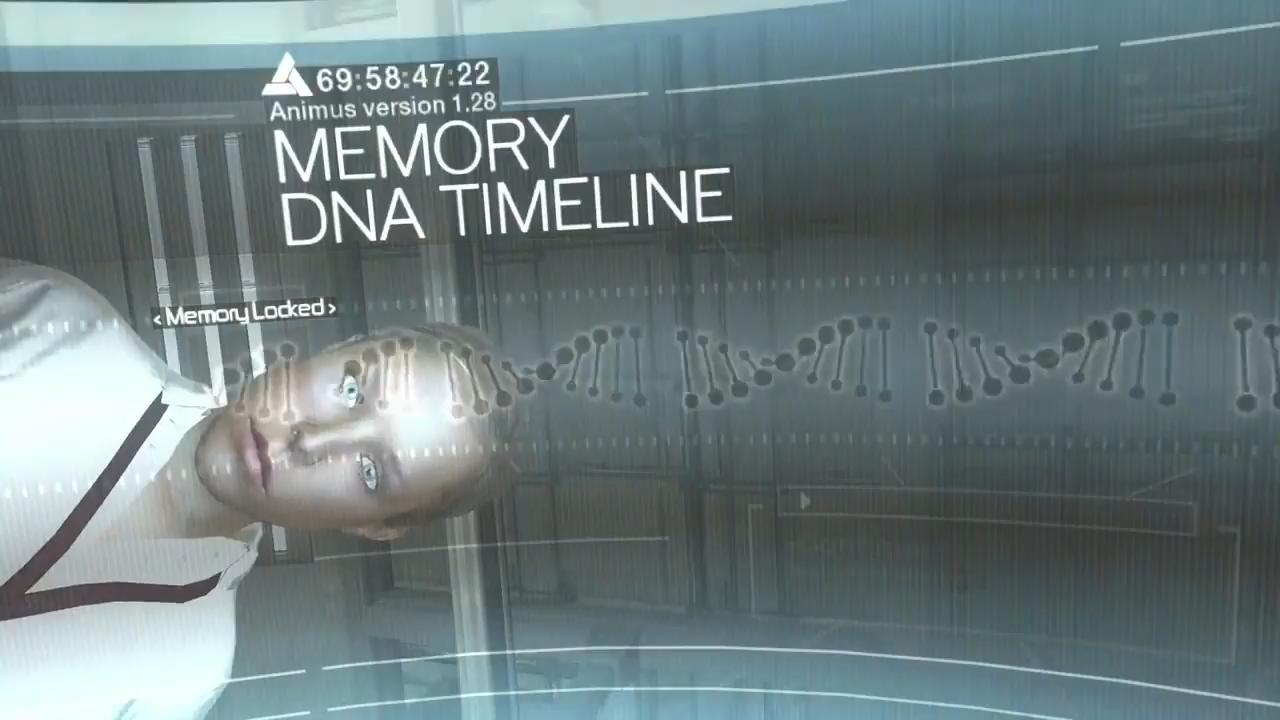 69:58:47:22
Animus version 1.28
MEMORY
DNA TIMELINE
‹ Memory Locked ›